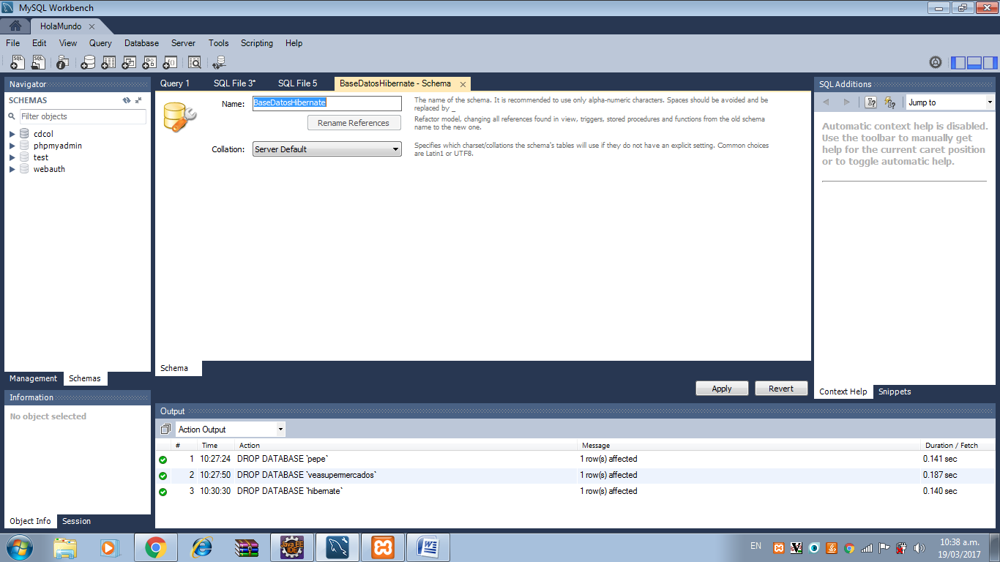 MySQL Workbench
HolaMundo
File Edit View Query Database Server Tools Scripting Help
Navigator
SCHEMAS
Filter objects
cdcol
phpmyadmin
test
webauth
Management Schemas
Information
No object selected
Object Info Session
Query 1 SQL File 3* SQL File 5 BaseDatosHibernate - Schema
Name: BaseDatosHibernate
The name of the schema. It is recommended to use only alpha-numeric characters. Spaces should be avoided and be
replaced by _
Rename References
Refactor model, changing all references found in view, triggers, stored procedures and functions from the old schema
name to the new one.
Collation: Server Default
Specifies which charset/collations the schema's tables will use if they do not have an explicit setting. Common choices
are Latin1 or UTF8.
Schema
Apply Revert
SQL Additions
Jump to
Automatic context help is disabled.
Use the toolbar to manually get
help for the current caret position
or to toggle automatic help.
Context Help Snippets
Output
Action Output
# Time Action Message Duration / Fetch
1 10:27:24 DROP DATABASE `pepe` 1 row(s) affected 0.141 sec
2 10:27:50 DROP DATABASE `veasupermercados` 1 row(s) affected 0.187 sec
3 10:30:30 DROP DATABASE `hibernate` 1 row(s) affected 0.140 sec
Java EE
IDE
EN
10:38 a.m.
19/03/2017